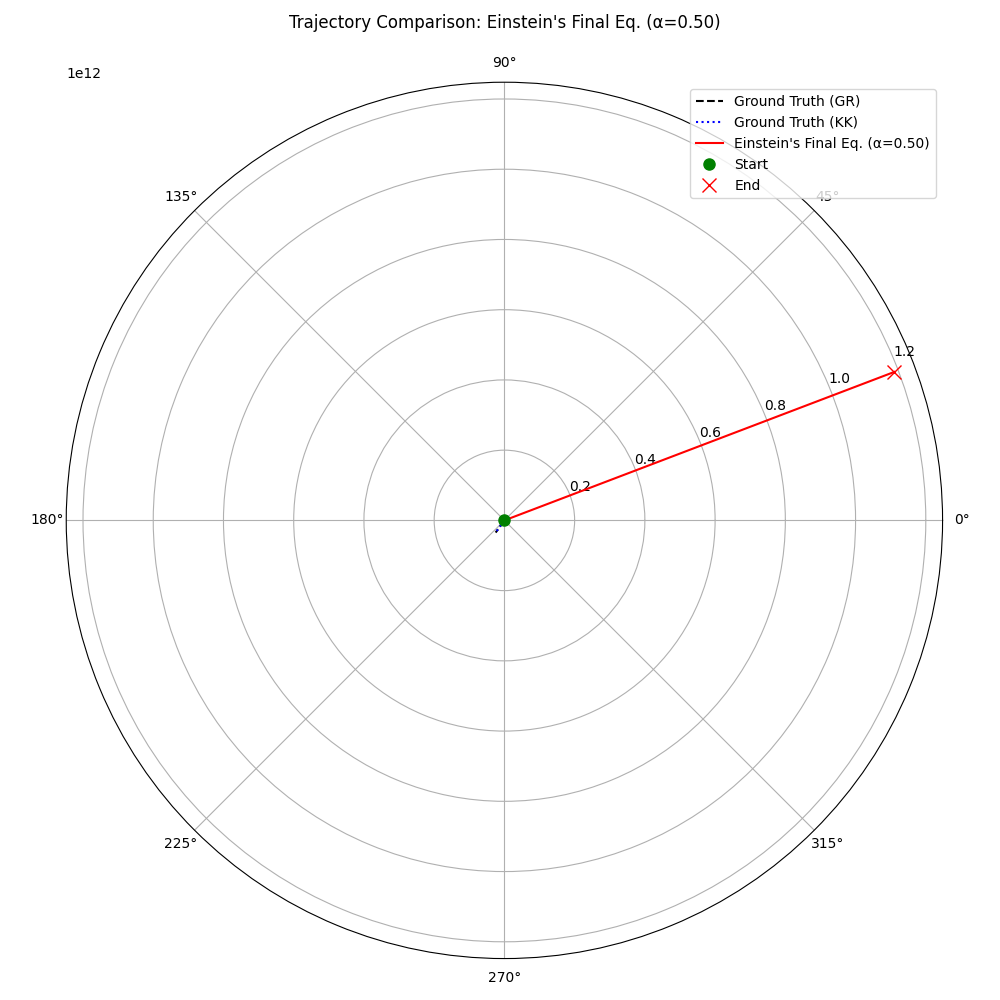 Trajectory Comparison: Einstein's Final Eq. (α=0.50)
1e12
90°
Ground Truth (GR)
Ground Truth (KK)
Einstein's Final Eq. (α=0.50)
Start
End
135°
45°
1.2
1.0
0.8
0.6
0.4
0.2
180°
0°
225°
315°
270°